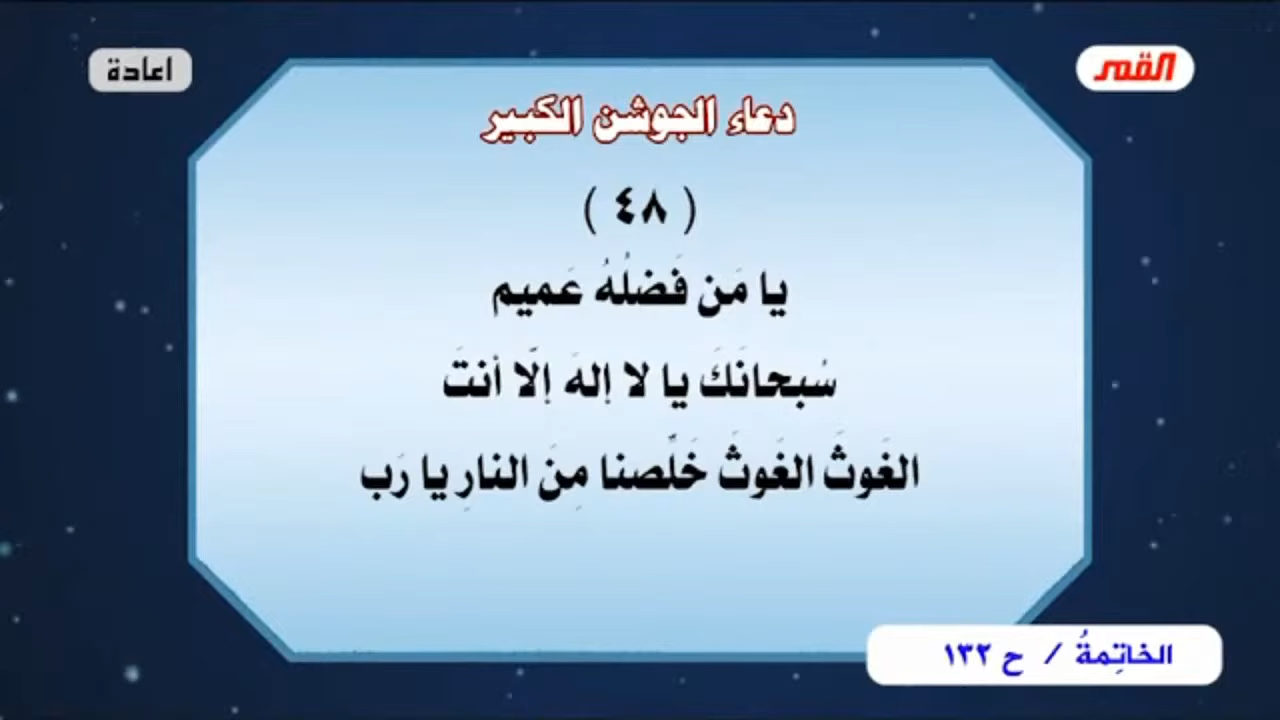 القمر
اعادة
دعاء الجوشن الكبير
( ٤٨ )
يا مَن فَضلُهُ عَميم
سُبحانَكَ يا لا إلهَ إلّا أنتَ
الغَوثَ الغَوثَ خَلّصنا مِنَ النارِ يا رَب
الخاتِمةُ / ح ١٣٢